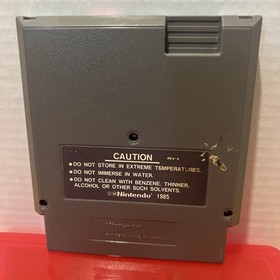 CAUTION
REV-A
• DO NOT STORE IN EXTREME TEMPERATURES.
• DO NOT IMMERSE IN WATER.
• DO NOT CLEAN WITH BENZENE, THINNER,
ALCOHOL OR OTHER SUCH SOLVENTS.
©®Nintendo® 1985
Nintendo